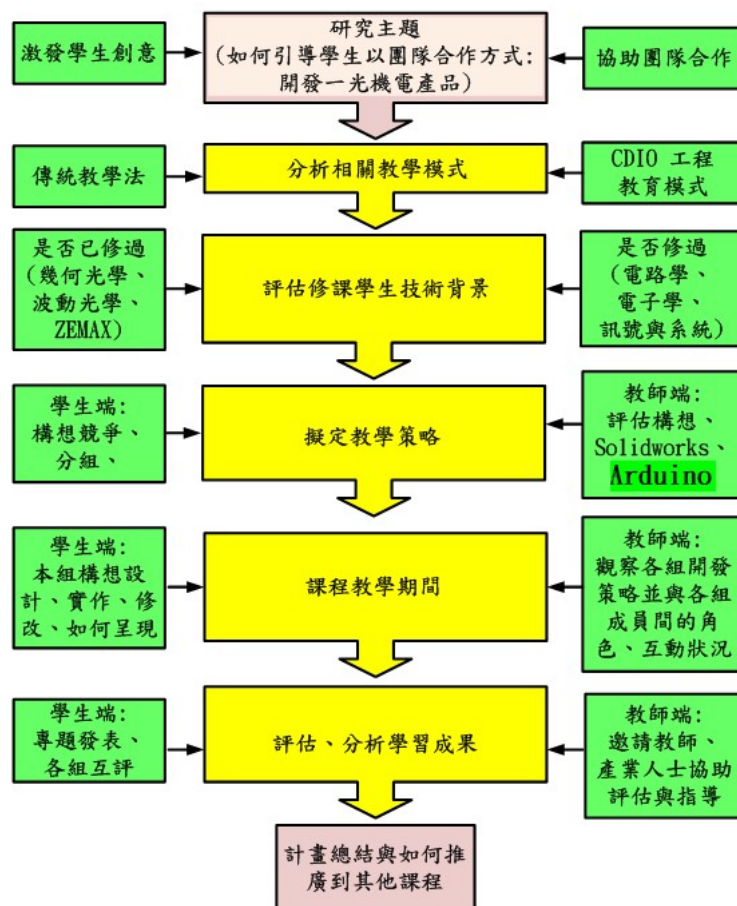 激發學生創意
研究主題
(如何引導學生以團隊合作方式:
開發一光機電產品)
協助團隊合作
傳統教學法
分析相關教學模式
CDIO 工程
教育模式
是否已修過
(幾何光學、
波動光學、
ZEMAX)
評估修課學生技術背景
是否修過
(電路學、
電子學、
訊號與系統)
學生端:
構想競爭、
分組、
擬定教學策略
教師端:
評估構想、
Solidworks、
Arduino
學生端:
本組構想設
計、實作、修
改、如何呈現
課程教學期間
教師端:
觀察各組開發
策略並與各組
成員間的角
色、互動狀況
學生端:
專題發表、
各組互評
評估、分析學習成果
教師端:
邀請教師、
產業人士協助
評估與指導
計畫總結與如何推
廣到其他課程